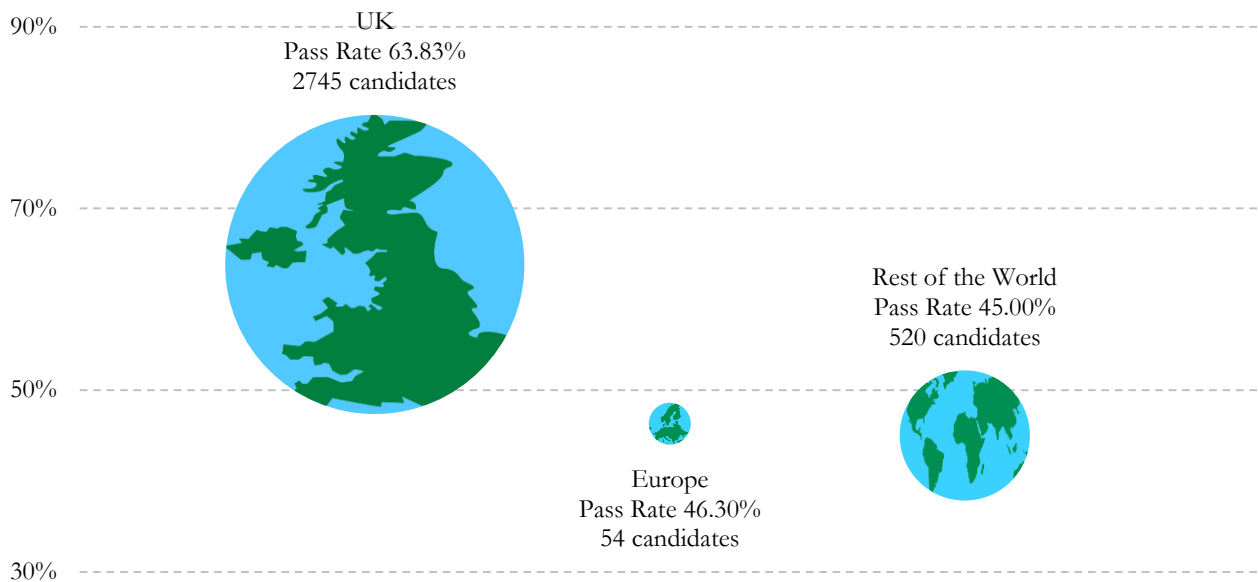 90%
UK
Pass Rate 63.83%
2745 candidates
70%
Rest of the World
Pass Rate 45.00%
520 candidates
50%
Europe
Pass Rate 46.30%
54 candidates
30%